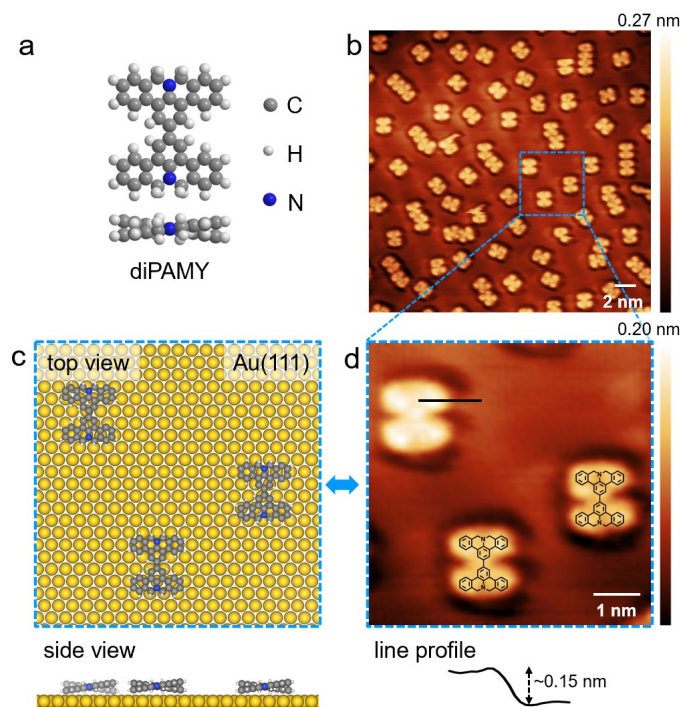 a
C
H
N
diPAMY
b
0.27 nm
2 nm
c
top view
Au(111)
d
0.20 nm
1 nm
side view
line profile
~0.15 nm